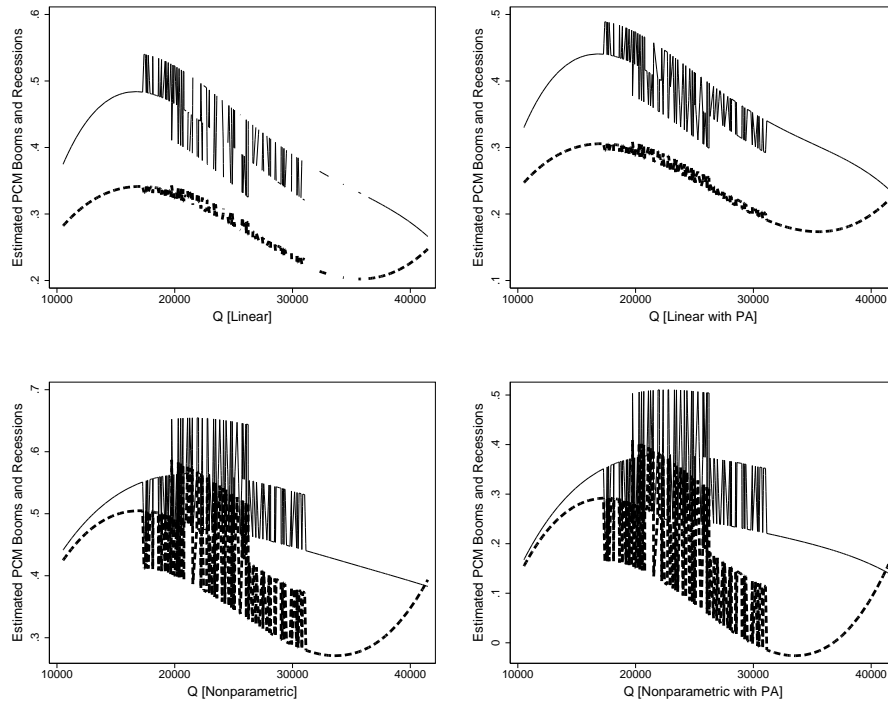 Estimated PCM Booms and Recessions
.6
.5
.4
.3
.2
10000 20000 30000 40000
Q [Linear]
Estimated PCM Booms and Recessions
.5
.4
.3
.2
.1
10000 20000 30000 40000
Q [Linear with PA]
Estimated PCM Booms and Recessions
.7
.6
.5
.4
.3
10000 20000 30000 40000
Q [Nonparametric]
Estimated PCM Booms and Recessions
.5
.4
.3
.2
.1
0
10000 20000 30000 40000
Q [Nonparametric with PA]